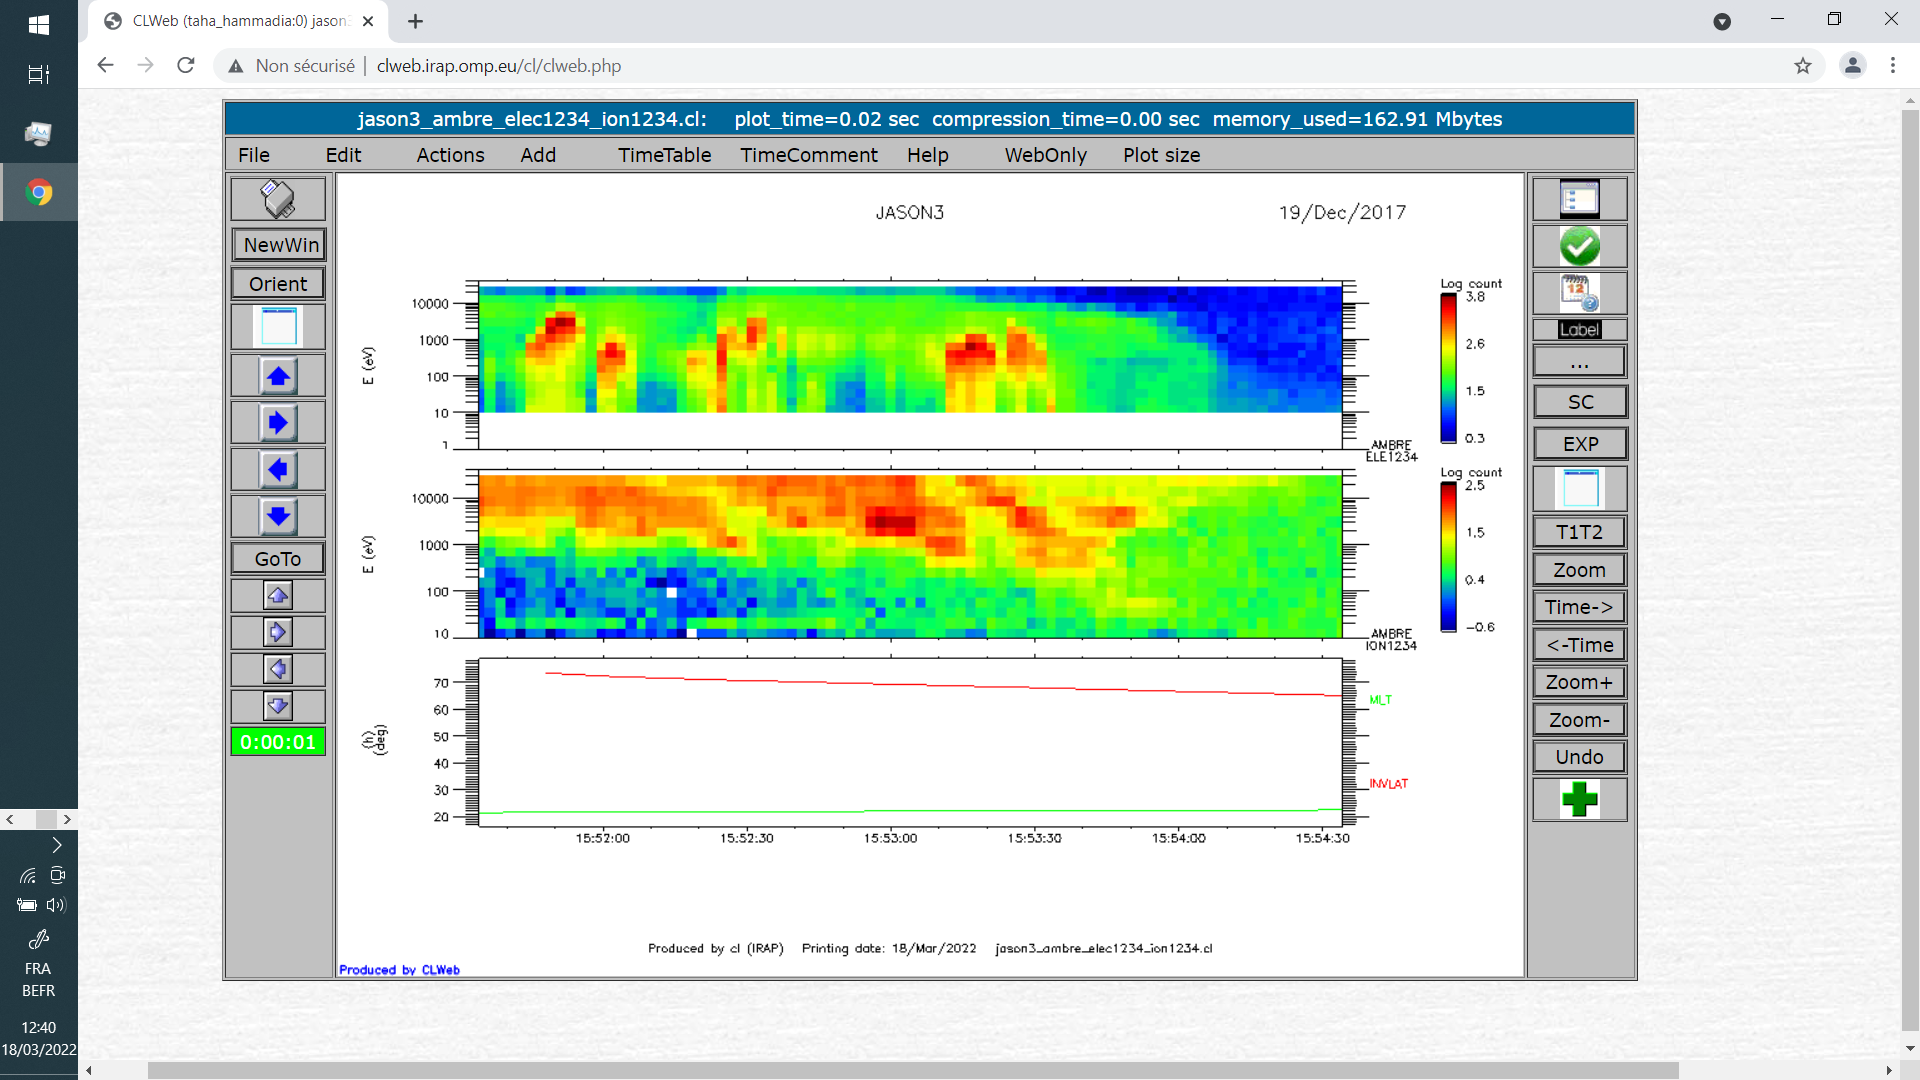 CLWeb (taha_hammadia:0) jason3
Non sécurisé | clweb.irap.omp.eu/cl/clweb.php
jason3_ambre_elec1234_ion1234.cl: plot_time=0.02 sec compression_time=0.00 sec memory_used=162.91 Mbytes
File Edit Actions Add TimeTable TimeComment Help WebOnly Plot size
NewWin
Orient
GoTo
0:00:01
JASON3 19/Dec/2017
Log count
3.8
2.6
1.5
0.3
10000
1000
100
10
1
E (eV)
AMBRE
ELE1234
Log count
2.5
1.5
0.4
-0.6
10000
1000
100
10
E (eV)
AMBRE
ION1234
70
60
50
40
30
20
(h)
(deg)
MLT
INVLAT
15:52:00 15:52:30 15:53:00 15:53:30 15:54:00 15:54:30
Produced by cl (IRAP) Printing date: 18/Mar/2022 jason3_ambre_elec1234_ion1234.cl
Produced by CLWeb
12
Label
...
SC
EXP
T1T2
Zoom
Time->
<-Time
Zoom+
Zoom-
Undo
FRA
BEFR
12:40
18/03/2022